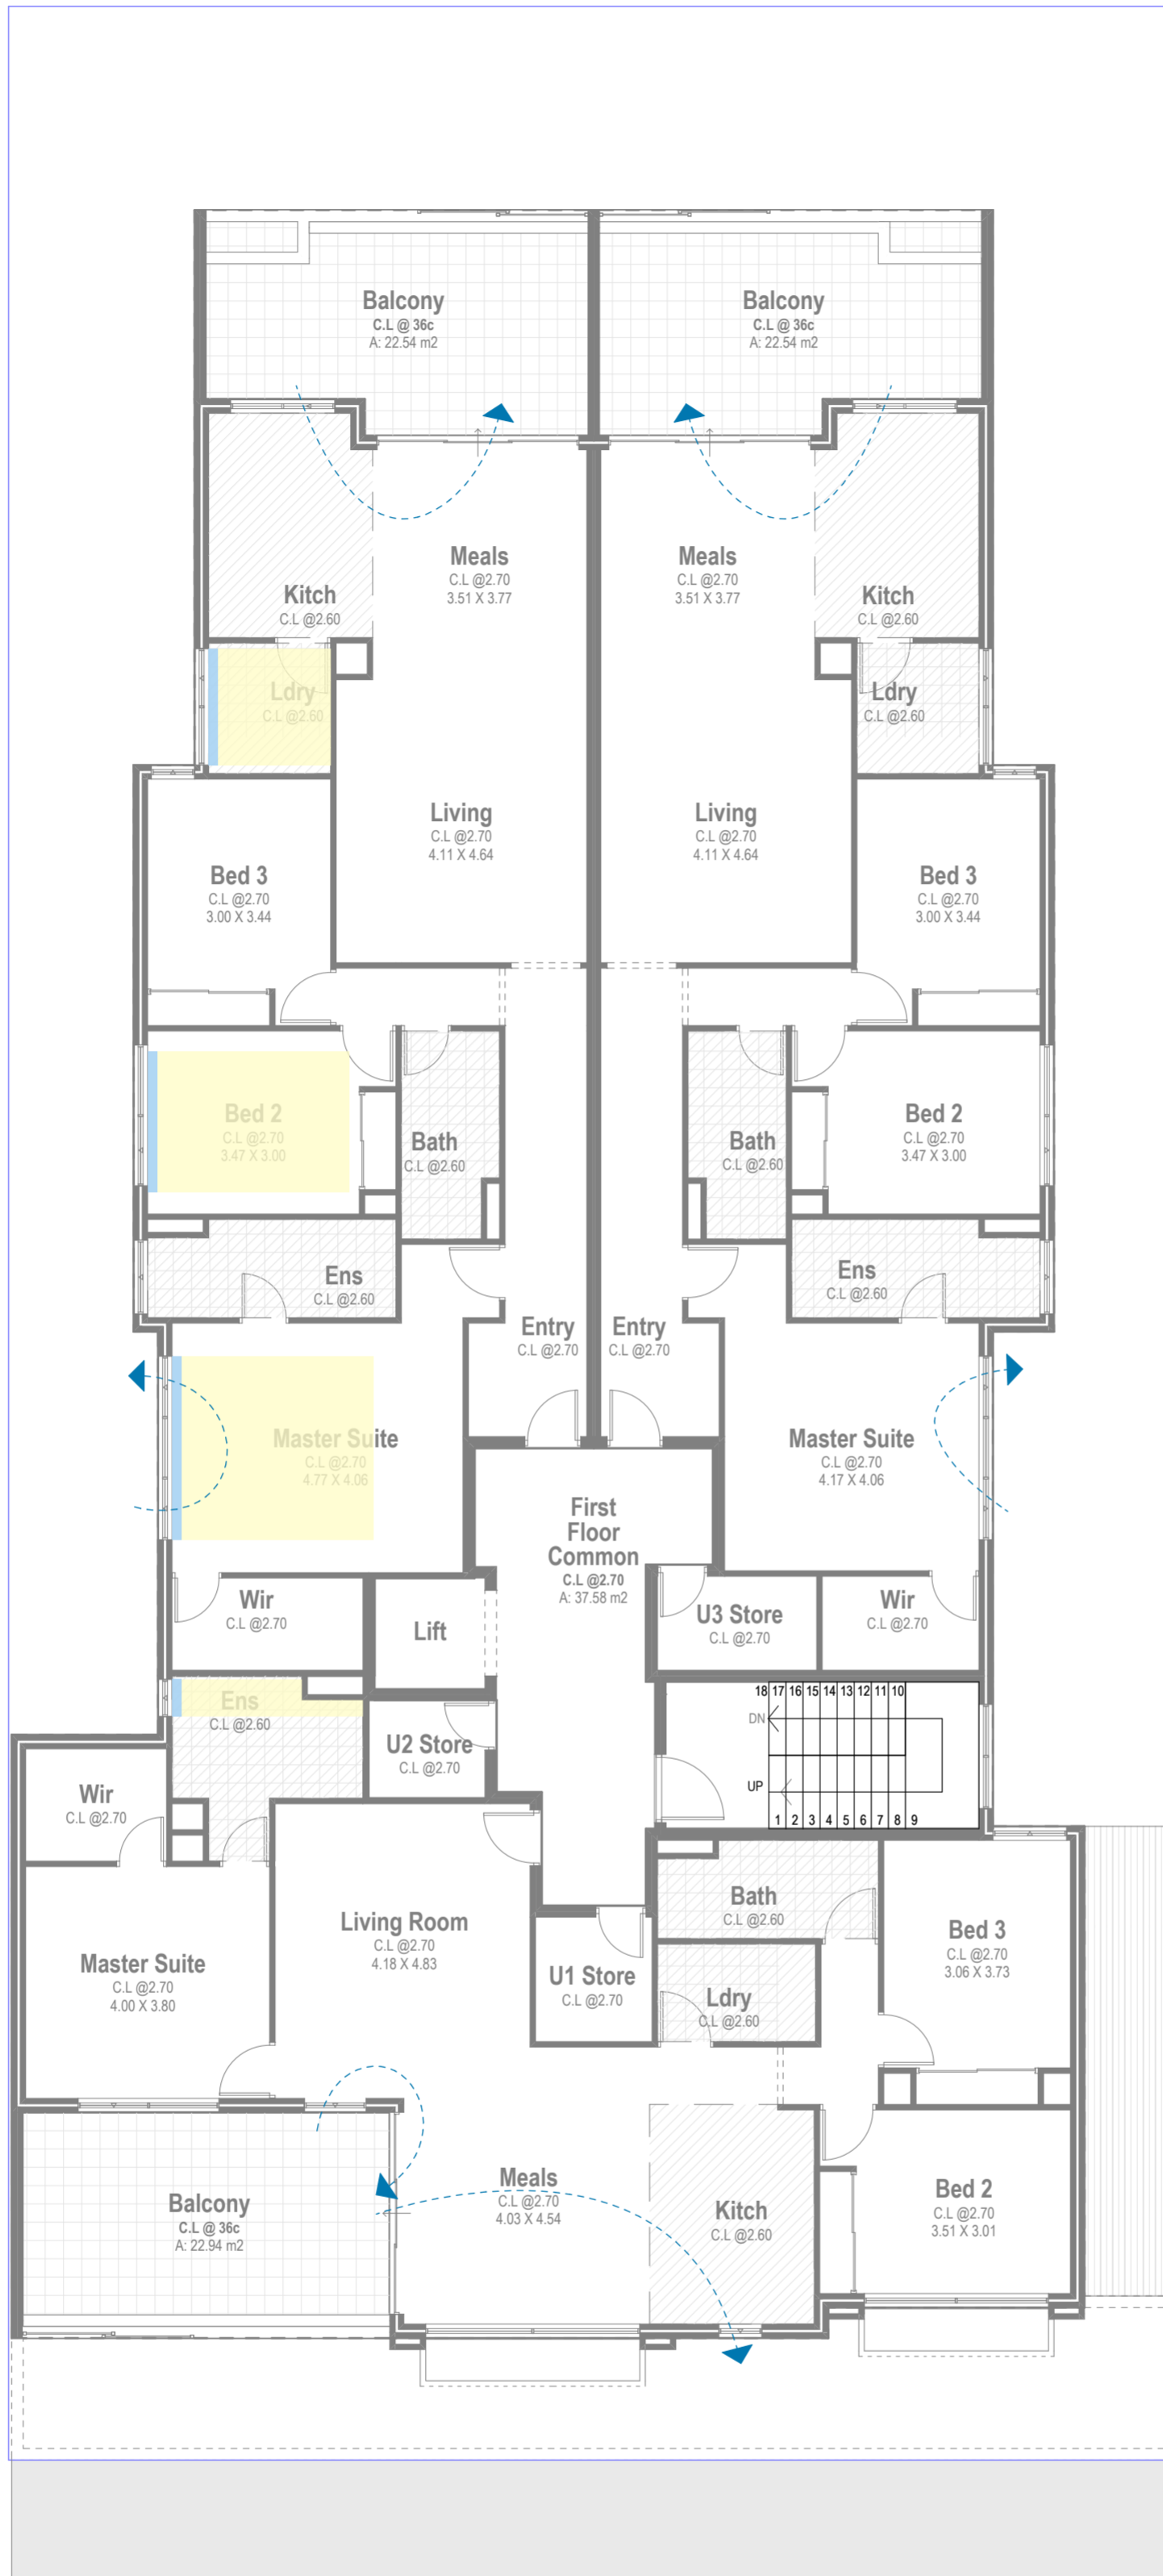 Balcony
C.L @ 36c
A: 22.54 m2
Balcony
C.L @ 36c
A: 22.54 m2
Meals
C.L @2.70
3.51 X 3.77
Meals
C.L @2.70
3.51 X 3.77
Kitch
C.L @2.60
Kitch
C.L @2.60
Ldry
C.L @2.60
Ldry
C.L @2.60
Living
C.L @2.70
4.11 X 4.64
Living
C.L @2.70
4.11 X 4.64
Bed 3
C.L @2.70
3.00 X 3.44
Bed 3
C.L @2.70
3.00 X 3.44
Bed 2
C.L @2.70
3.47 X 3.00
Bath
C.L @2.60
Bath
C.L @2.60
Bed 2
C.L @2.70
3.47 X 3.00
Ens
C.L @2.60
Ens
C.L @2.60
Entry
C.L @2.70
Entry
C.L @2.70
Master Suite
C.L @2.70
4.77 X 4.06
Master Suite
C.L @2.70
4.17 X 4.06
First
Floor
Common
C.L @2.70
A: 37.58 m2
Wir
C.L @2.70
Lift
U3 Store
C.L @2.70
Wir
C.L @2.70
Ens
C.L @2.60
18 17 16 15 14 13 12 11 10
DN
U2 Store
C.L @2.70
UP
1 2 3 4 5 6 7 8 9
Wir
C.L @2.70
Bath
C.L @2.60
Living Room
C.L @2.70
4.18 X 4.83
Bed 3
C.L @2.70
3.06 X 3.73
Master Suite
C.L @2.70
4.00 X 3.80
U1 Store
C.L @2.70
Ldry
C.L @2.60
Meals
C.L @2.70
4.03 X 4.54
Bed 2
C.L @2.70
3.51 X 3.01
Balcony
C.L @ 36c
A: 22.94 m2
Kitch
C.L @2.60